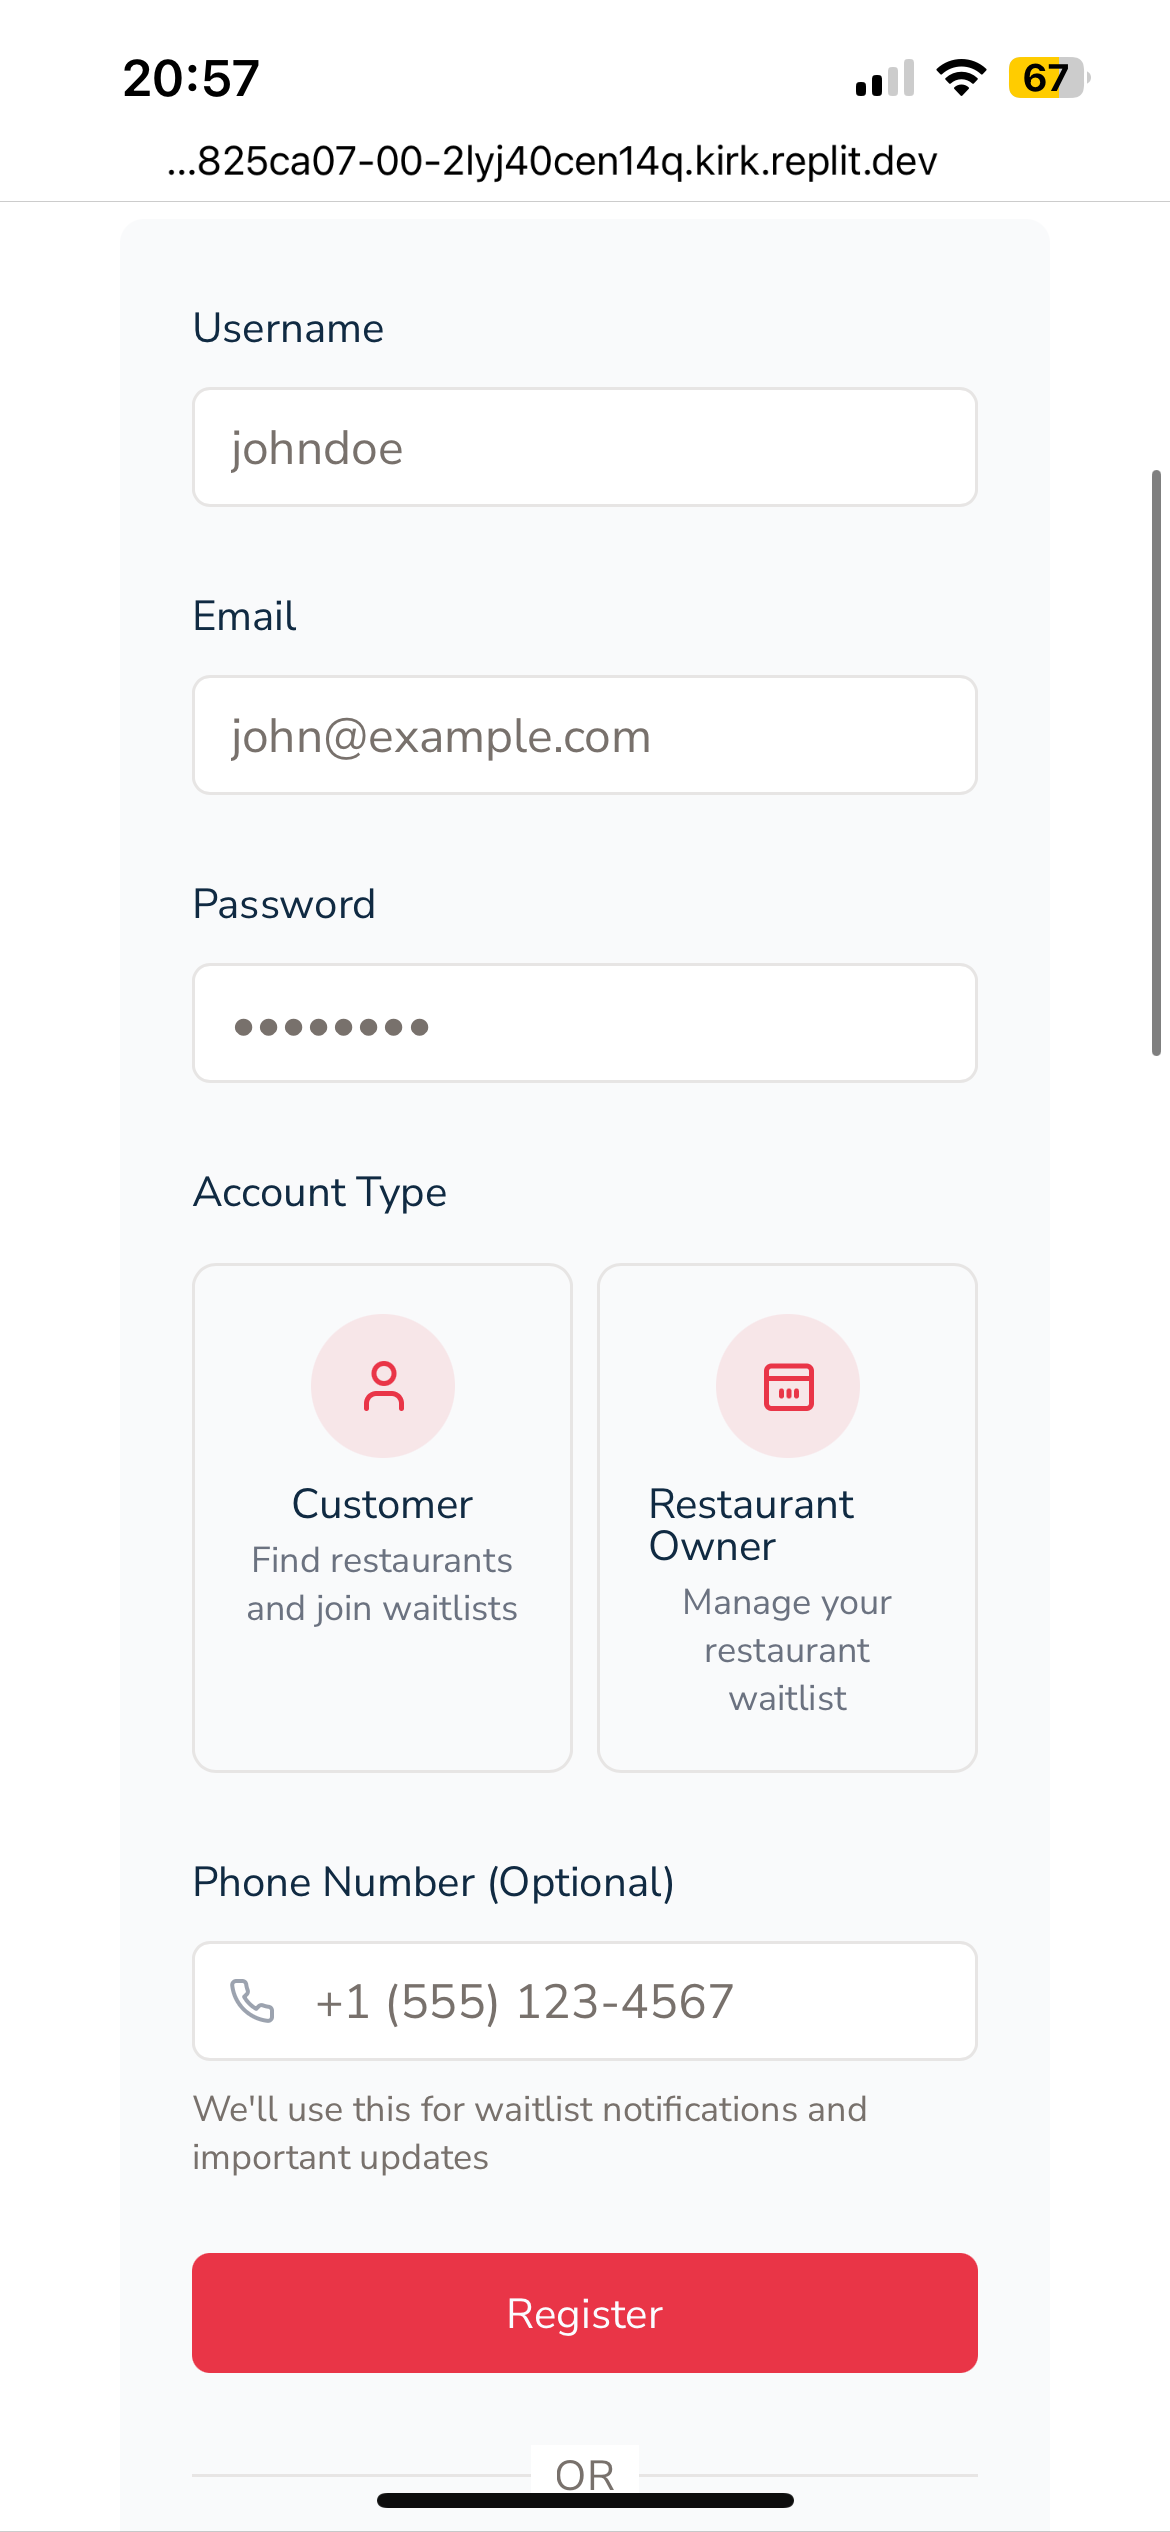 20:57
67
...825ca07-00-2lyj40cen14q.kirk.replit.dev
Username
johndoe
Email
john@example.com
Password
••••••••
Account Type
Customer
Find restaurants
and join waitlists
Restaurant
Owner
Manage your
restaurant
waitlist
Phone Number (Optional)
+1 (555) 123-4567
We'll use this for waitlist notifications and
important updates
Register
OR